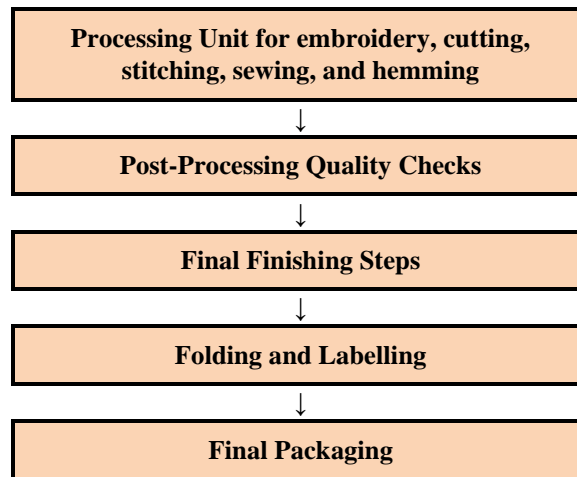 Processing Unit for embroidery, cutting,
stitching, sewing, and hemming
↓
Post-Processing Quality Checks
↓
Final Finishing Steps
↓
Folding and Labelling
↓
Final Packaging